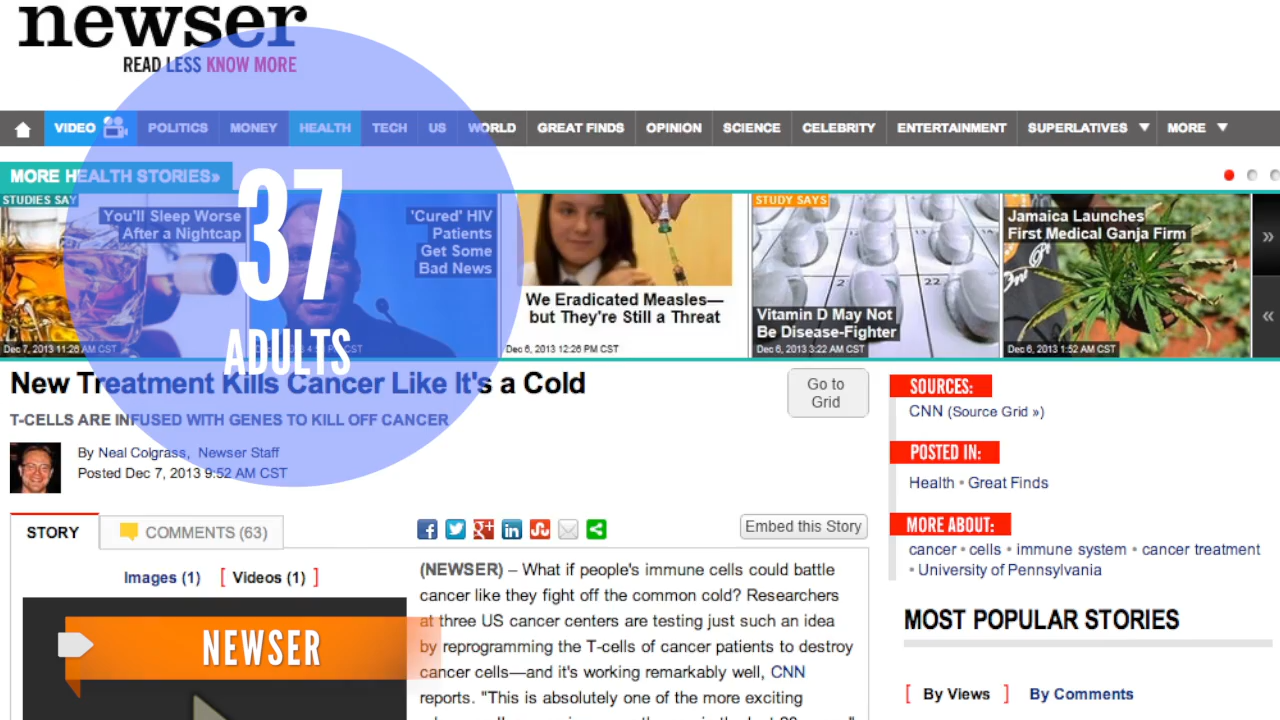 newser
READ LESS KNOW MORE
VIDEO POLITICS MONEY HEALTH TECH US WORLD GREAT FINDS OPINION SCIENCE CELEBRITY ENTERTAINMENT SUPERLATIVES MORE
MORE HEALTH STORIES»
STUDIES SAY
You'll Sleep Worse
After a Nightcap
Dec 7, 2013 11:26 AM CST
'Cured' HIV
Patients
Get Some
Bad News
We Eradicated Measles—
but They're Still a Threat
Dec 6, 2013 12:26 PM CST
STUDY SAYS
22
Vitamin D May Not
Be Disease-Fighter
Dec 6, 2013 3:22 AM CST
Jamaica Launches
First Medical Ganja Firm
Dec 6, 2013 1:52 AM CST
»
«
37
ADULTS
New Treatment Kills Cancer Like It's a Cold
T-CELLS ARE INFUSED WITH GENES TO KILL OFF CANCER
By Neal Colgrass, Newser Staff
Posted Dec 7, 2013 9:52 AM CST
Go to
Grid
STORY
COMMENTS (63)
Embed this Story
Images (1) [ Videos (1) ]
NEWSER
(NEWSER) – What if people's immune cells could battle
cancer like they fight off the common cold? Researchers
at three US cancer centers are testing just such an idea
by reprogramming the T-cells of cancer patients to destroy
cancer cells—and it's working remarkably well, CNN
reports. "This is absolutely one of the more exciting
SOURCES:
CNN (Source Grid »)
POSTED IN:
Health • Great Finds
MORE ABOUT:
cancer • cells • immune system • cancer treatment
• University of Pennsylvania
MOST POPULAR STORIES
[ By Views ] By Comments